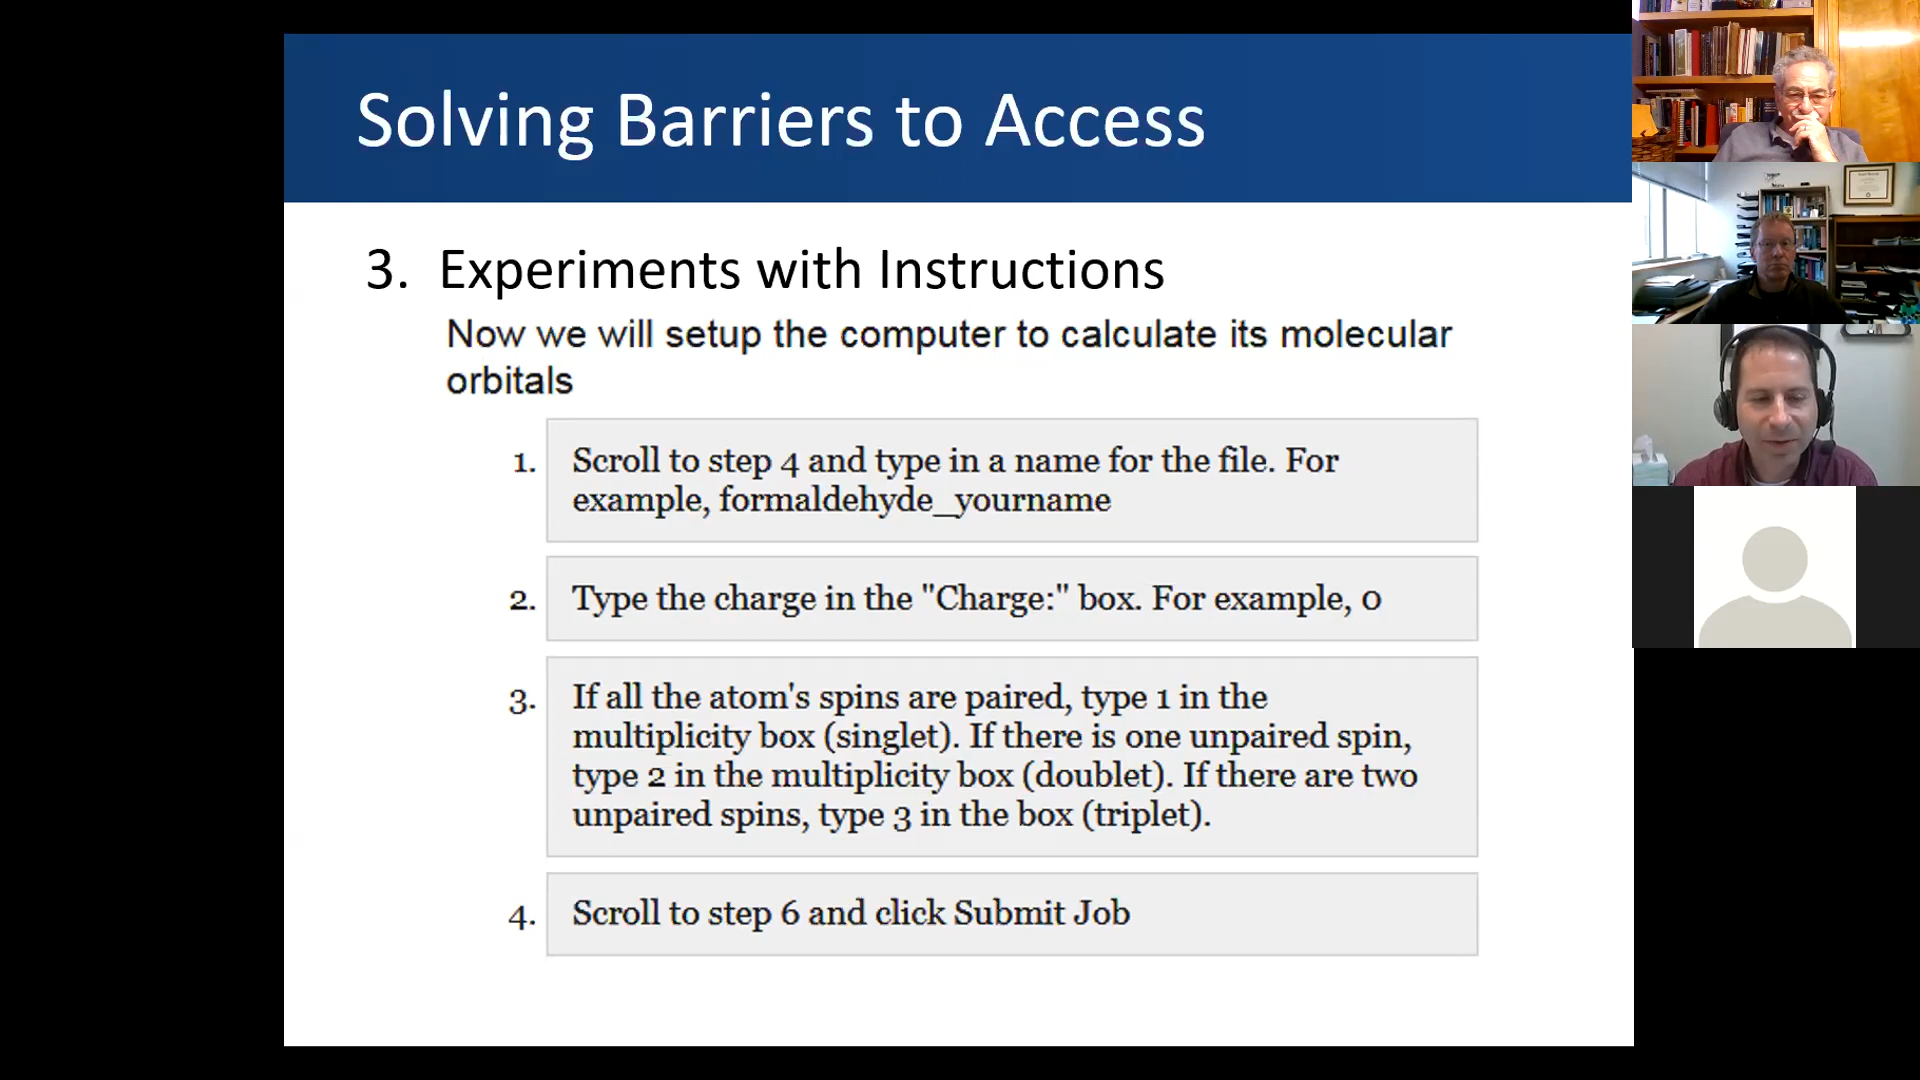 Solving Barriers to Access
3. Experiments with Instructions
Now we will setup the computer to calculate its molecular
orbitals
1. Scroll to step 4 and type in a name for the file. For
example, formaldehyde_yourname
2. Type the charge in the "Charge:" box. For example, 0
3. If all the atom's spins are paired, type 1 in the
multiplicity box (singlet). If there is one unpaired spin,
type 2 in the multiplicity box (doublet). If there are two
unpaired spins, type 3 in the box (triplet).
4. Scroll to step 6 and click Submit Job